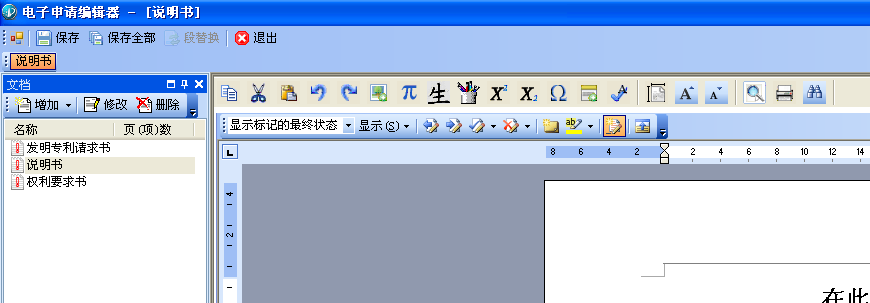 电子申请编辑器 - [说明书]
保存 保存全部 段替换 退出
说明书
文档
增加 修改 删除
名称 页(项)数
发明专利请求书
说明书
权利要求书
π 生 X² X₂ Ω A A
显示标记的最终状态 显示(S) ab
L 8 6 4 2 2 4 6 8 10 12 14
4
2
在此